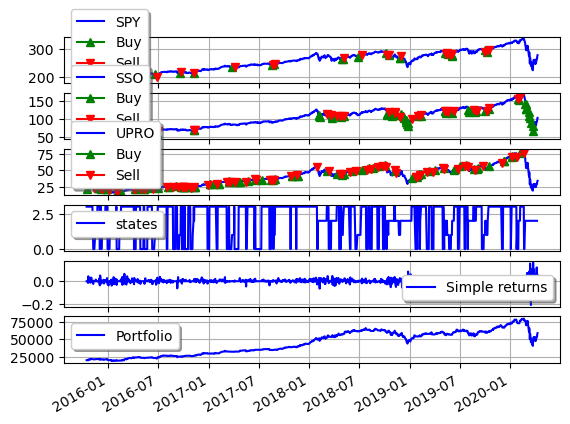 SPY
Buy
Sell
300
200
SSO
Buy
Sell
150
100
50
UPRO
Buy
Sell
75
50
25
states
2.5
0.0
Simple returns
0.0
−0.2
Portfolio
75000
50000
25000
2016-01 2016-07 2017-01 2017-07 2018-01 2018-07 2019-01 2019-07 2020-01